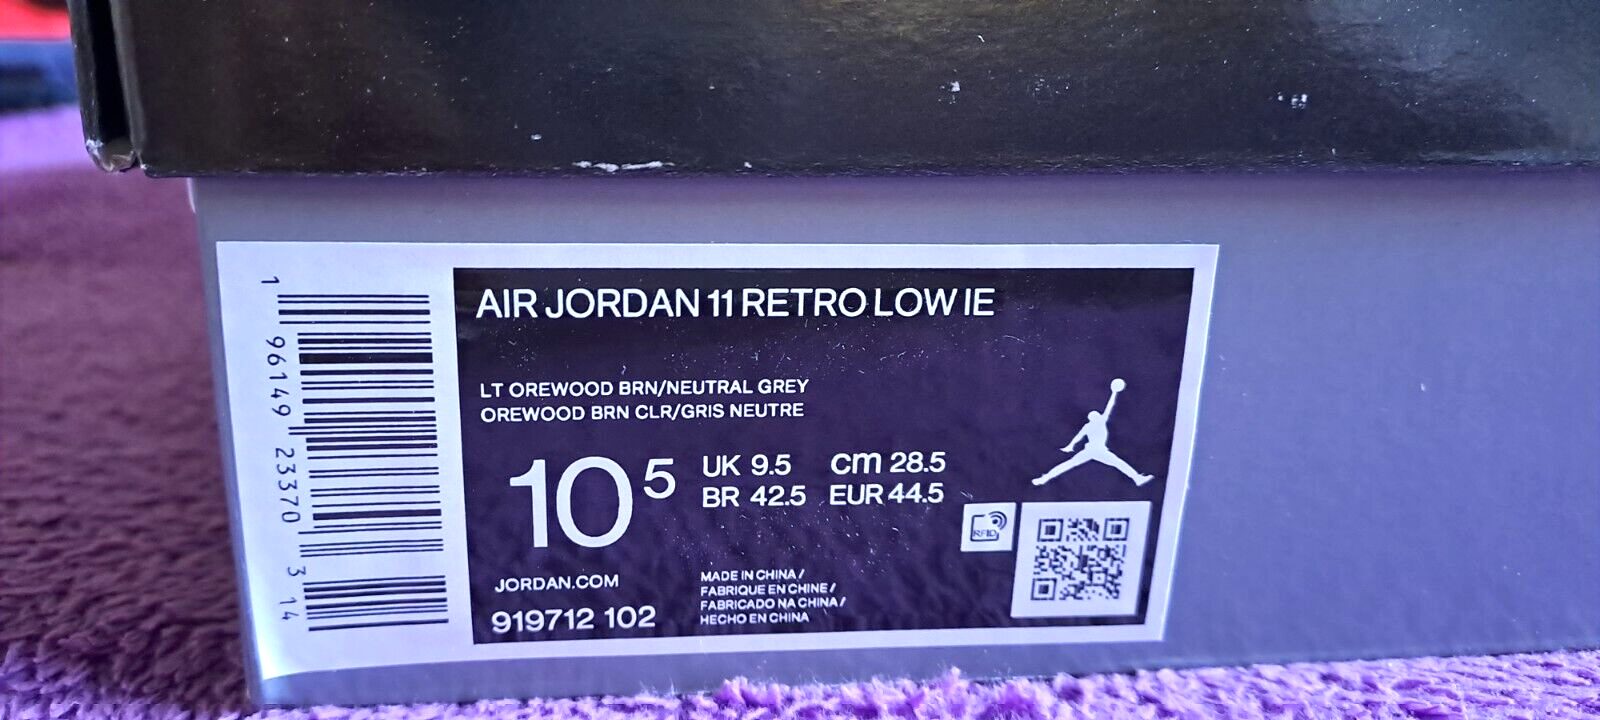 1 96149 23370 3 14
AIR JORDAN 11 RETRO LOW IE
LT OREWOOD BRN/NEUTRAL GREY
OREWOOD BRN CLR/GRIS NEUTRE
10 5
UK 9.5 cm 28.5
BR 42.5 EUR 44.5
RFID
JORDAN.COM
919712 102
MADE IN CHINA /
FABRIQUE EN CHINE /
FABRICADO NA CHINA /
HECHO EN CHINA